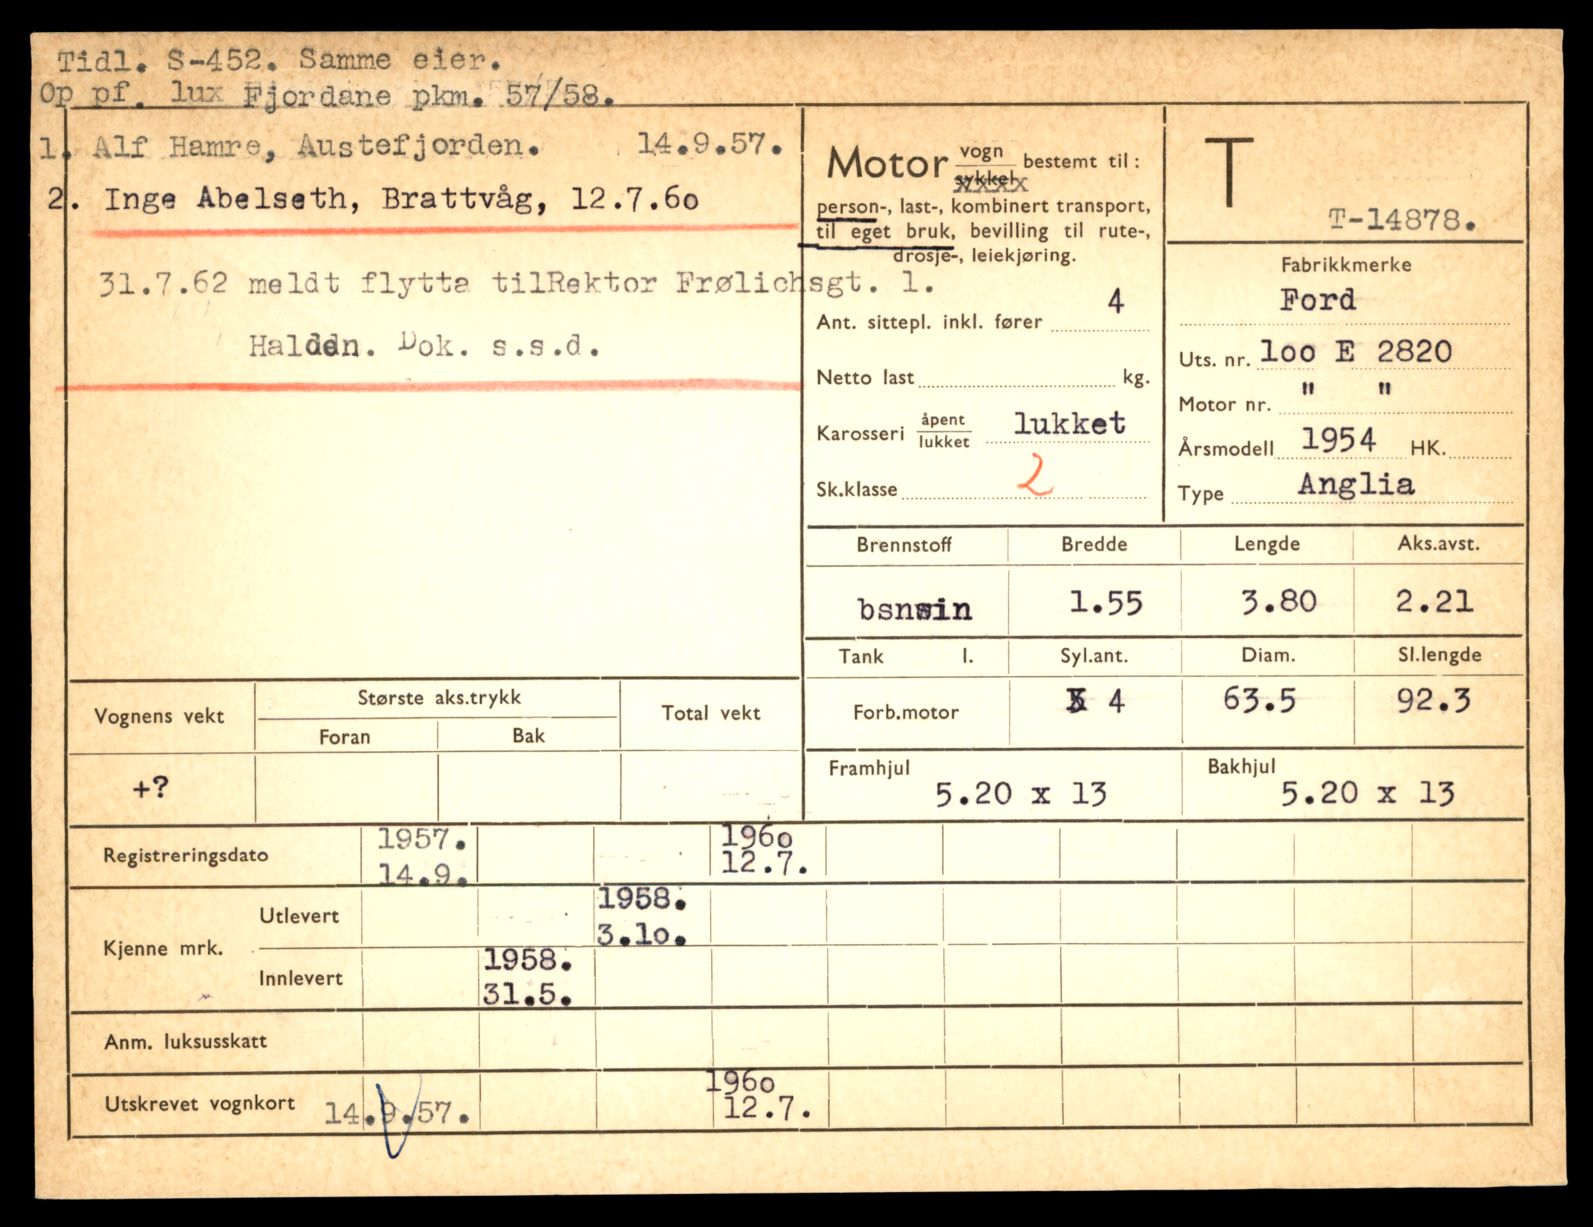 Tidl. S-452. Samme eier.
Op pf. lux Fjordane pkm. 57/58.
1. Alf Hamre, Austefjorden. 14.9.57.
2. Inge Abelseth, Brattvåg, 12.7.60
31.7.62 meldt flytta tilRektor Frølichsgt. 1.
Halddn. Dok. s.s.d.
Motor vogn
sykkel bestemt til:
person-, last-, kombinert transport,
til eget bruk, bevilling til rute-,
drosje-, leiekjøring.
Ant. sittepl. inkl. fører 4
Netto last kg.
Karosseri åpent
lukket lukket
Sk.klasse 2
T
T-14878.
Fabrikkmerke
Ford
Uts. nr. 100 E 2820
Motor nr. " "
Årsmodell 1954 HK.
Type Anglia
Brennstoff Bredde Lengde Aks.avst.
bsnsin 1.55 3.80 2.21
Tank l. Syl.ant. Diam. Sl.lengde
Forb.motor 4 63.5 92.3
Framhjul Bakhjul
5.20 x 13 5.20 x 13
Vognens vekt Største aks.trykk Total vekt
Foran Bak
+?
Registreringsdato 1957. 1960
14.9. 12.7.
Kjenne mrk. Utlevert 1958.
3.10.
Innlevert 1958.
31.5.
Anm. luksusskatt
Utskrevet vognkort 14.9.57. 1960
12.7.